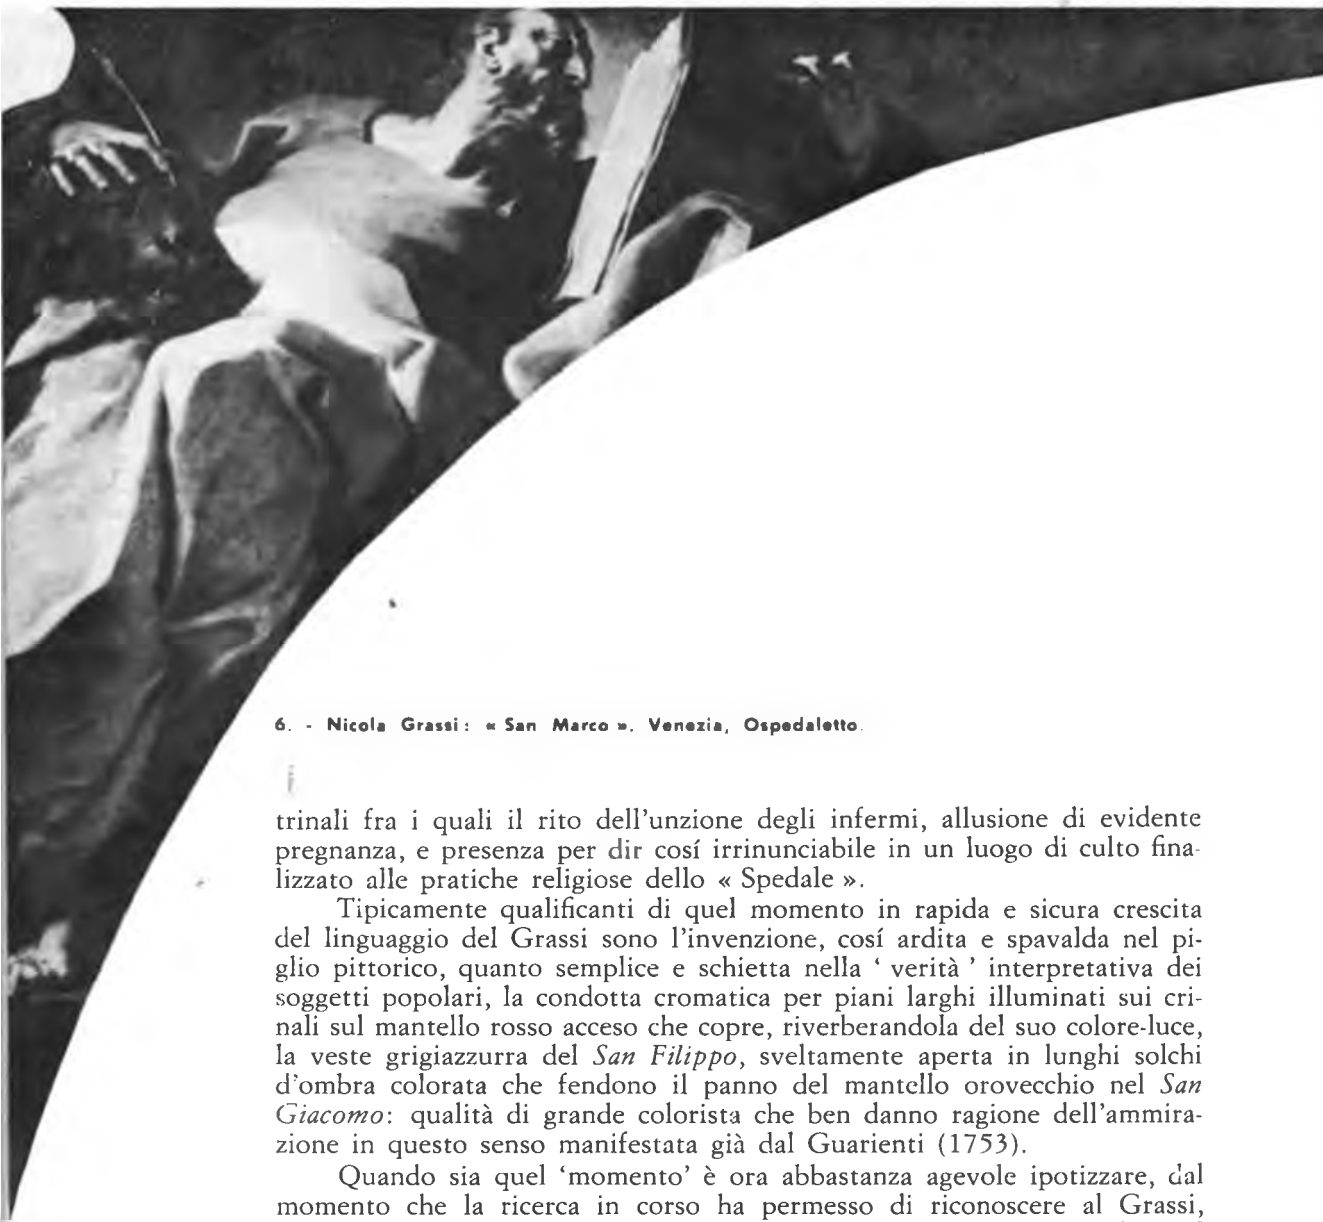 6. - Nicola Grassi: « San Marco ». Venezia, Ospedaletto.
trinali fra i quali il rito dell'unzione degli infermi, allusione di evidente
pregnanza, e presenza per dir cosí irrinunciabile in un luogo di culto fina-
lizzato alle pratiche religiose dello « Spedale ».
Tipicamente qualificanti di quel momento in rapida e sicura crescita
del linguaggio del Grassi sono l'invenzione, cosí ardita e spavalda nel pi-
glio pittorico, quanto semplice e schietta nella ‘ verità ’ interpretativa dei
soggetti popolari, la condotta cromatica per piani larghi illuminati sui cri-
nali sul mantello rosso acceso che copre, riverberandola del suo colore-luce,
la veste grigiazzurra del San Filippo, sveltamente aperta in lunghi solchi
d'ombra colorata che fendono il panno del mantello orovecchio nel San
Giacomo: qualità di grande colorista che ben danno ragione dell'ammira-
zione in questo senso manifestata già dal Guarienti (1753).
Quando sia quel ‘momento’ è ora abbastanza agevole ipotizzare, dal
momento che la ricerca in corso ha permesso di riconoscere al Grassi,